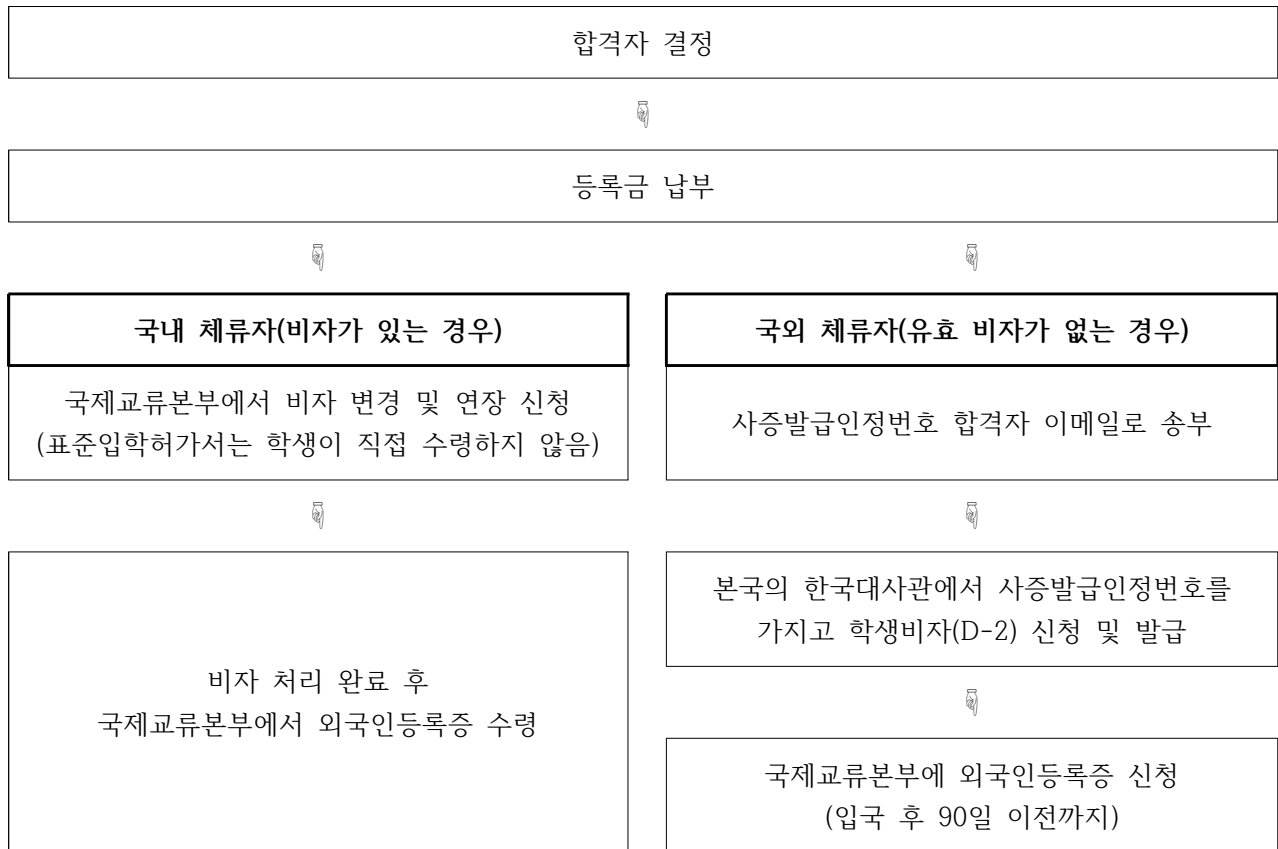 합격자 결정
등록금 납부
국내 체류자(비자가 있는 경우)
국제교류본부에서 비자 변경 및 연장 신청
(표준입학허가서는 학생이 직접 수령하지 않음)
비자 처리 완료 후
국제교류본부에서 외국인등록증 수령
국외 체류자(유효 비자가 없는 경우)
사증발급인정번호 합격자 이메일로 송부
본국의 한국대사관에서 사증발급인정번호를
가지고 학생비자(D-2) 신청 및 발급
국제교류본부에 외국인등록증 신청
(입국 후 90일 이전까지)